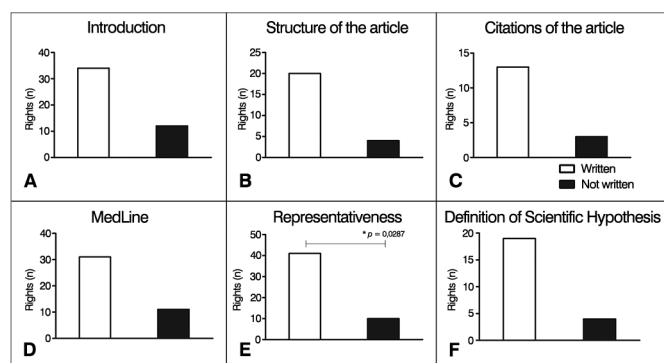 Introduction
Rights (n)
40
30
20
10
0
A
Structure of the article
Rights (n)
25
20
15
10
5
0
B
Citations of the article
Rights (n)
15
10
5
0
C
Written
Not written
MedLine
Rights (n)
40
30
20
10
0
D
Representativeness
* p = 0,0287
Rights (n)
50
40
30
20
10
0
E
Definition of Scientific Hypothesis
Rights (n)
20
15
10
5
0
F